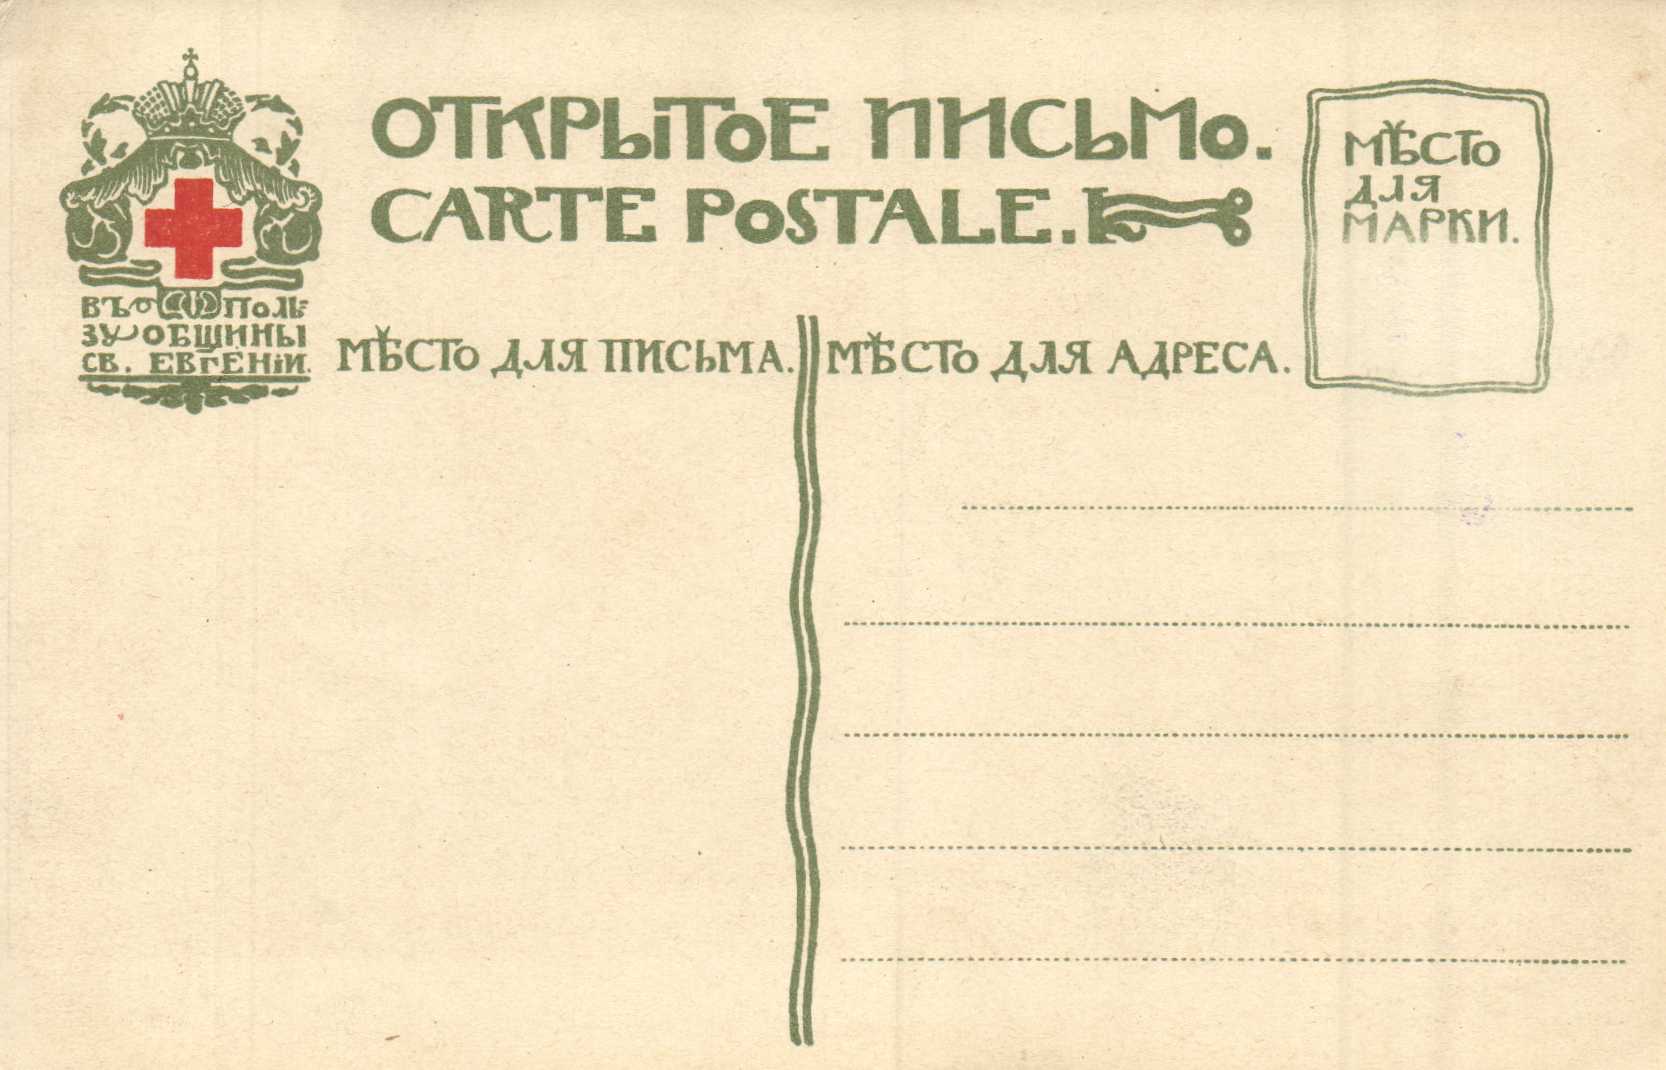 ОТКРЫТОЕ ПИСЬМО.
CARTE POSTALE.
МѢСТО
ДЛЯ
МАРКИ.
ВЪ ПОЛЬ=
ЗУ ОБЩИНЫ
СВ. ЕВГЕНІИ.
МѢСТО ДЛЯ ПИСЬМА.
МѢСТО ДЛЯ АДРЕСА.